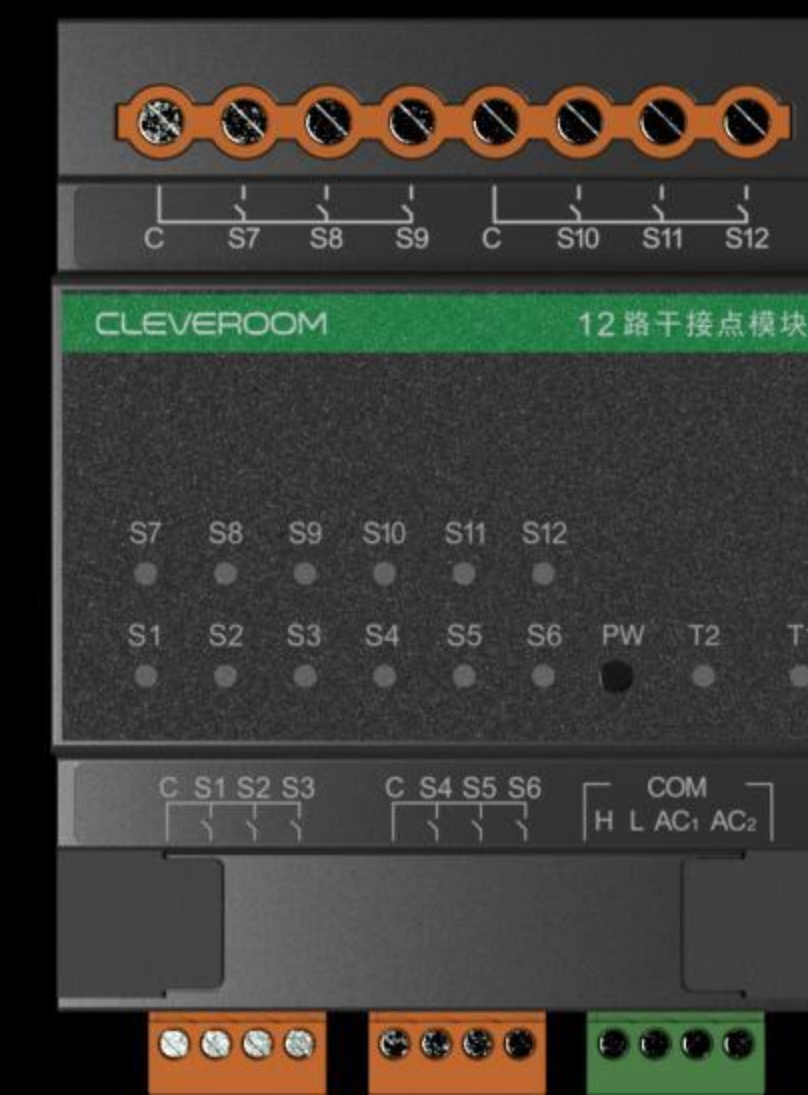 C S7 S8 S9 C S10 S11 S12
CLEVEROOM 12路干接点模块
S7 S8 S9 S10 S11 S12
S1 S2 S3 S4 S5 S6 PW T2
C S1 S2 S3 C S4 S5 S6 COM
H L AC1 AC2